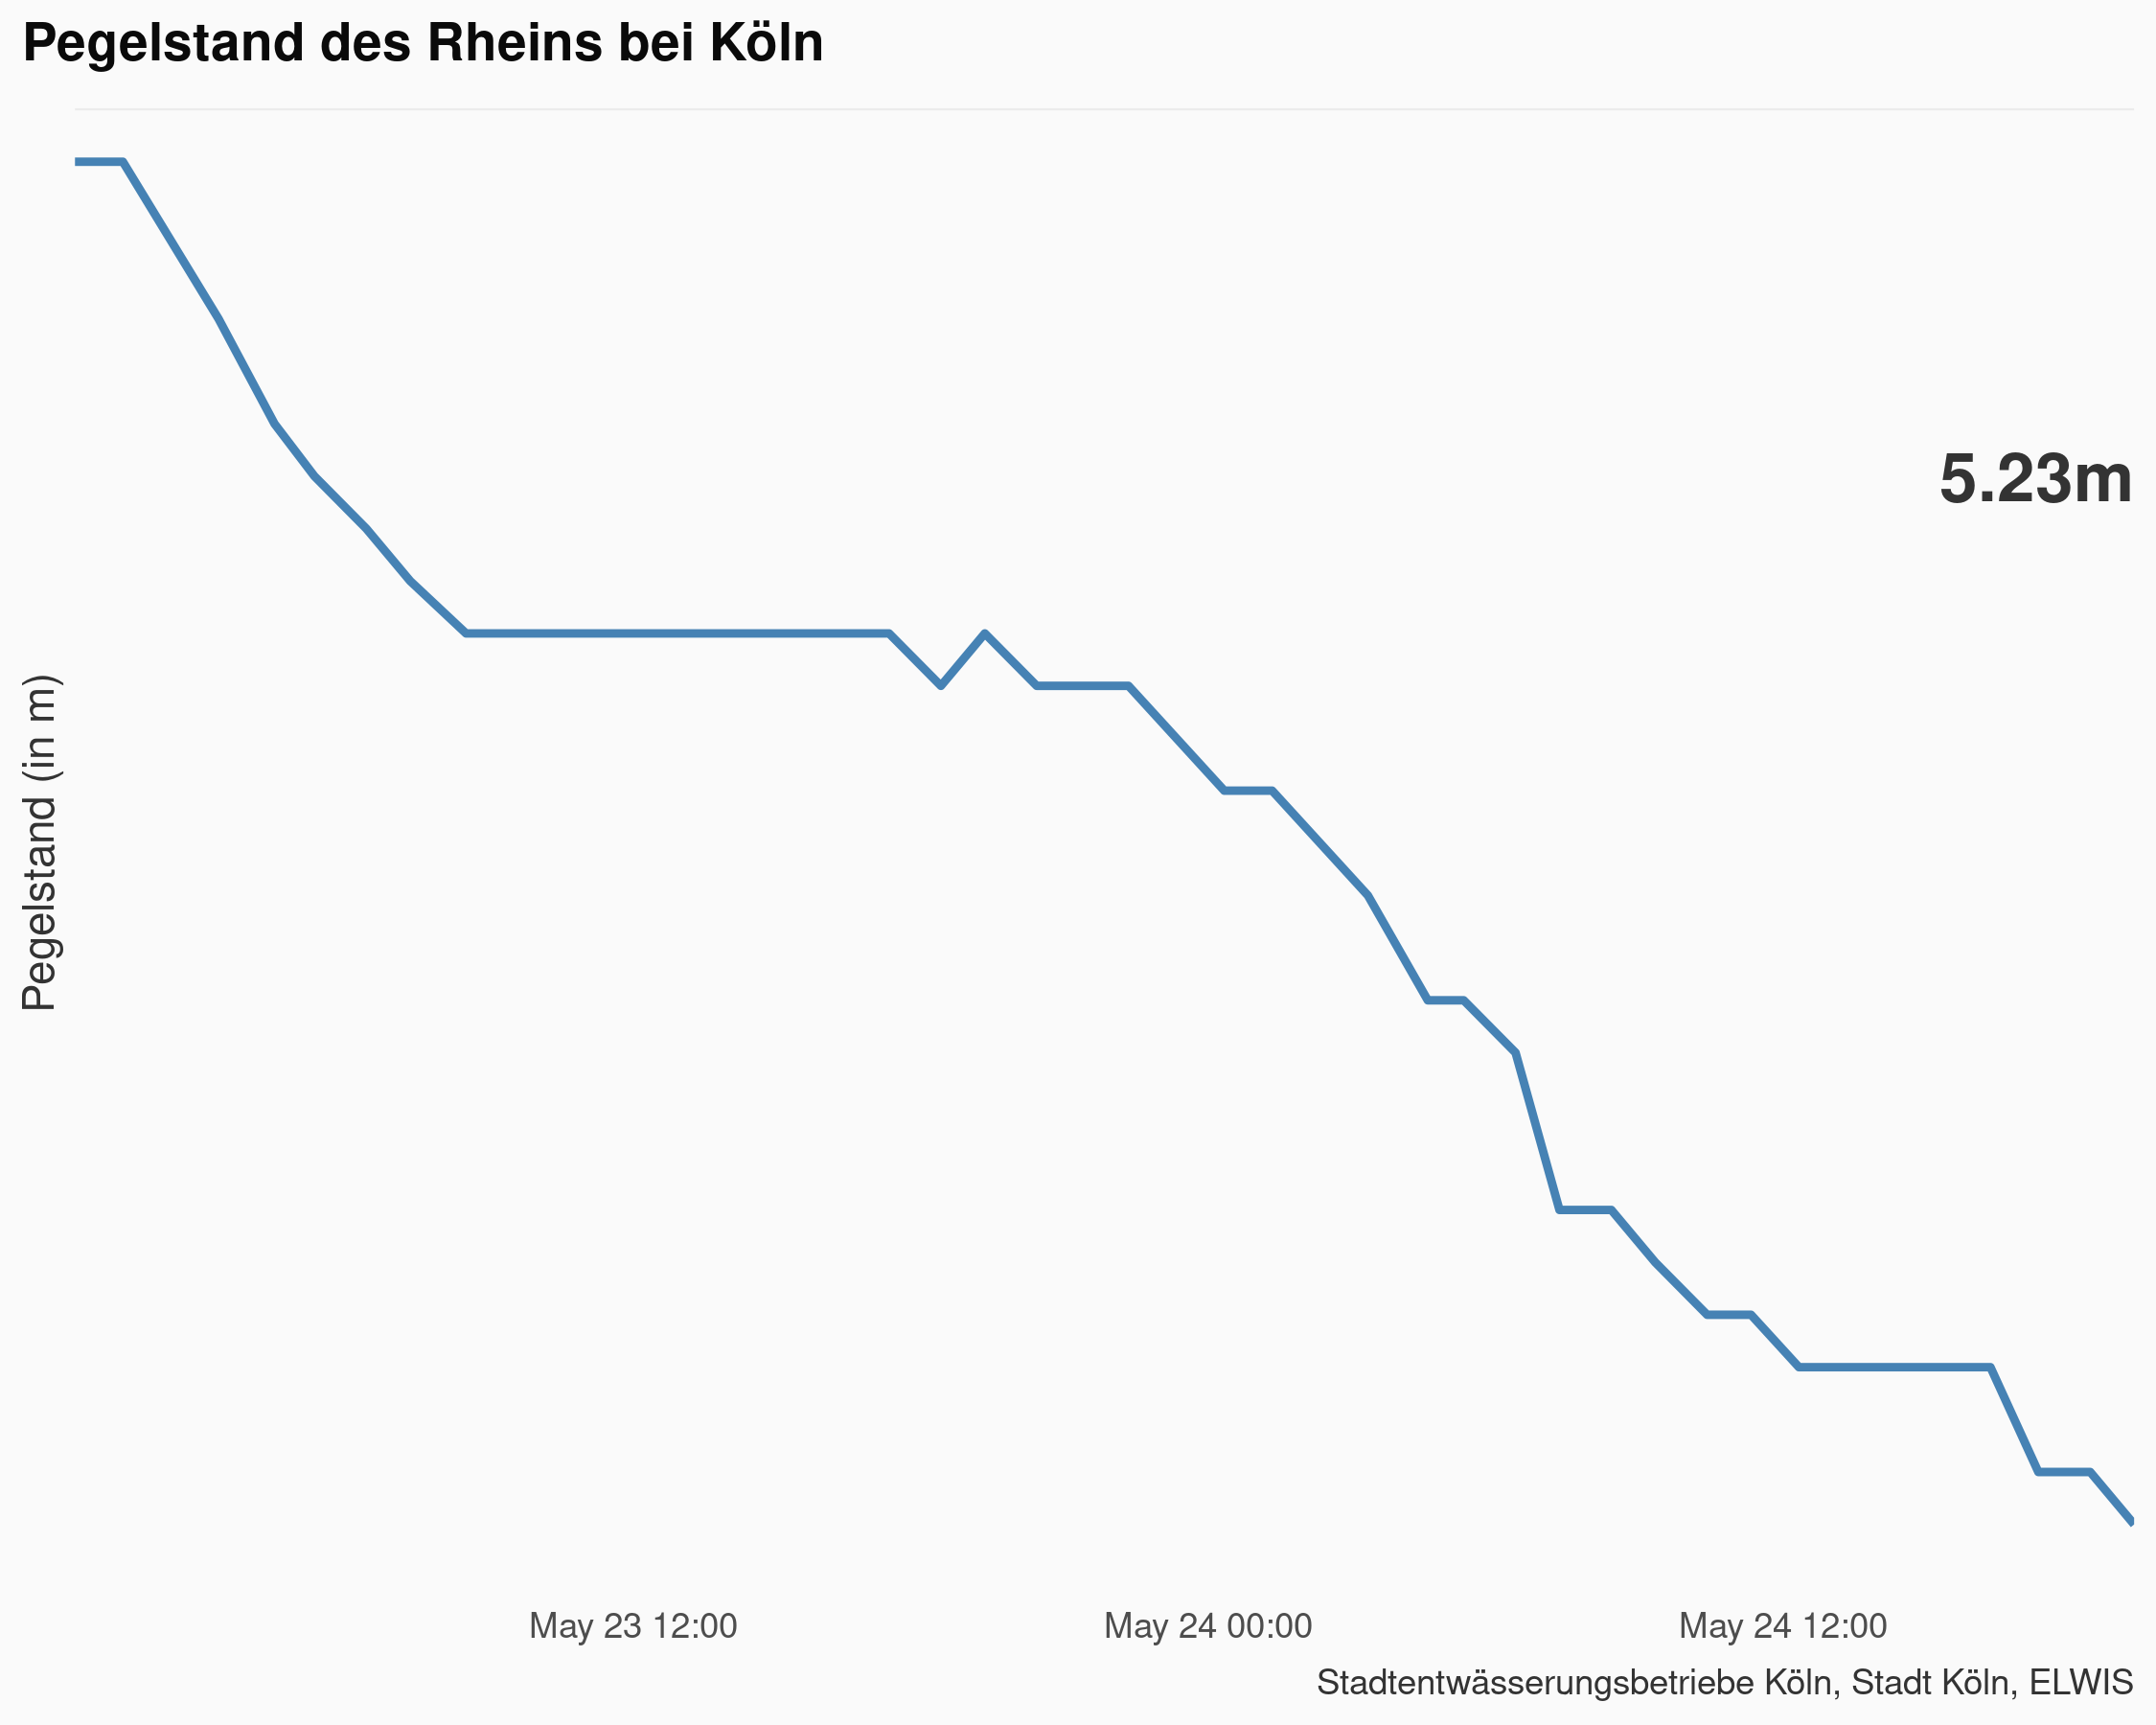 Pegelstand des Rheins bei Köln
5.23m
Pegelstand (in m)
May 23 12:00
May 24 00:00
May 24 12:00
Stadtentwässerungsbetriebe Köln, Stadt Köln, ELWIS